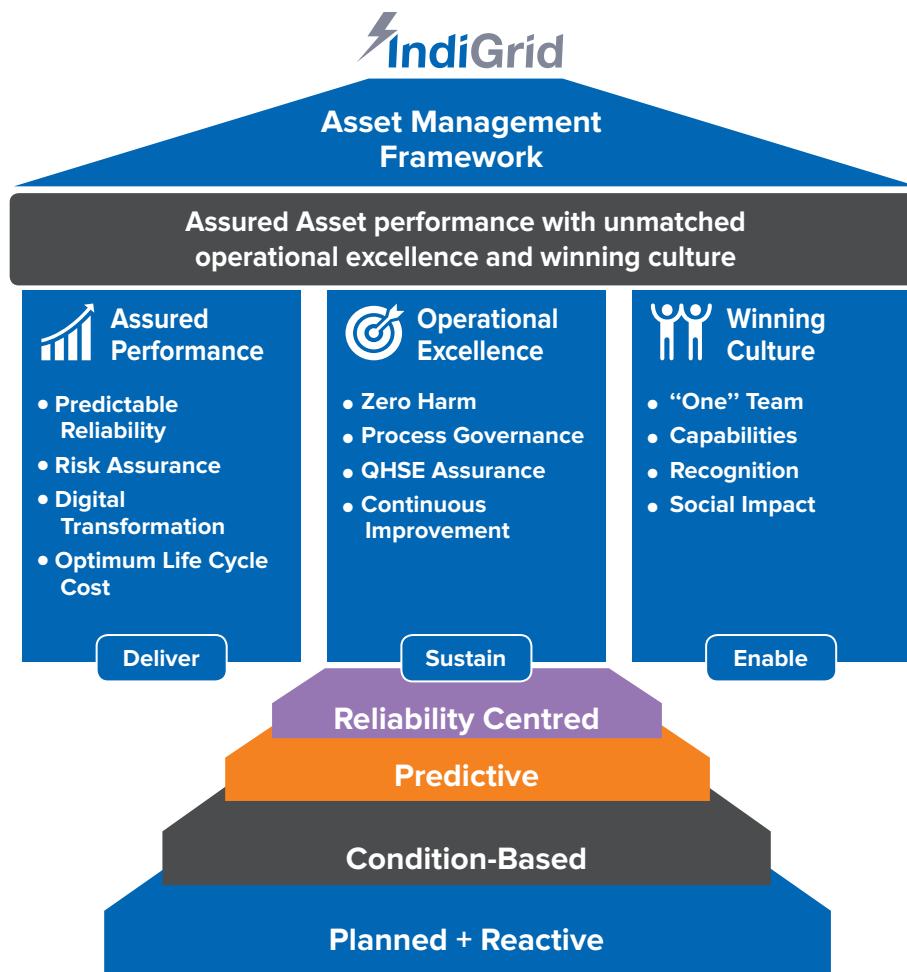 IndiGrid
Asset Management
Framework
Assured Asset performance with unmatched
operational excellence and winning culture
Assured
Performance
• Predictable
Reliability
• Risk Assurance
• Digital
Transformation
• Optimum Life Cycle
Cost
Deliver
Operational
Excellence
• Zero Harm
• Process Governance
• QHSE Assurance
• Continuous
Improvement
Sustain
Winning
Culture
• “One” Team
• Capabilities
• Recognition
• Social Impact
Enable
Reliability Centred
Predictive
Condition-Based
Planned + Reactive